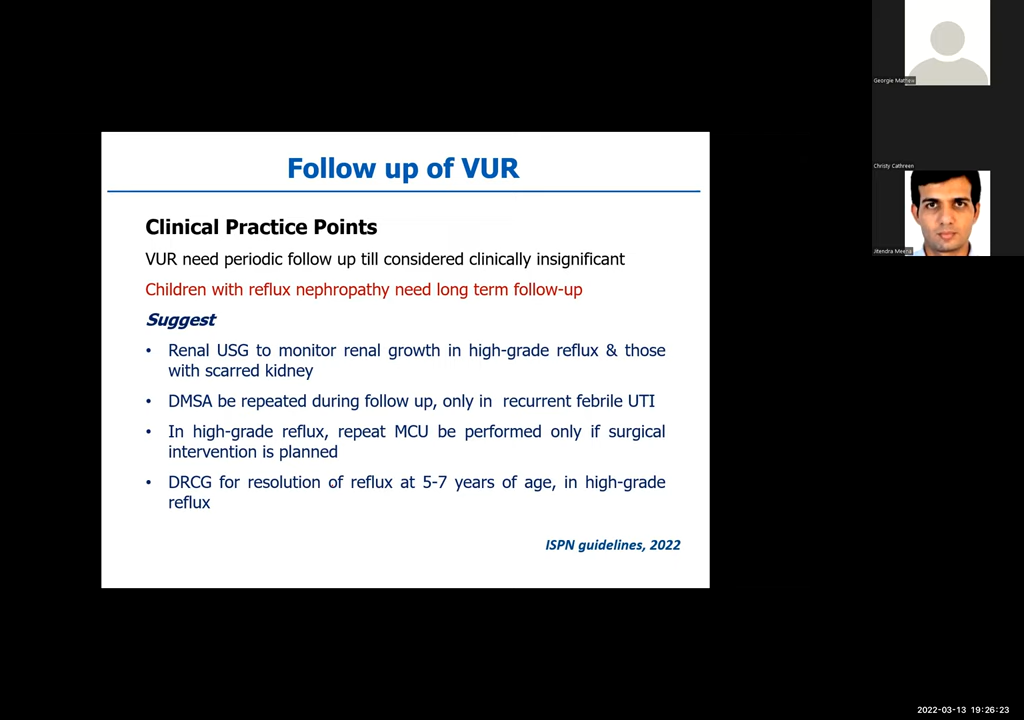 Follow up of VUR
Clinical Practice Points
VUR need periodic follow up till considered clinically insignificant
Children with reflux nephropathy need long term follow-up
Suggest
• Renal USG to monitor renal growth in high-grade reflux & those
with scarred kidney
• DMSA be repeated during follow up, only in recurrent febrile UTI
• In high-grade reflux, repeat MCU be performed only if surgical
intervention is planned
• DRCG for resolution of reflux at 5-7 years of age, in high-grade
reflux
ISPN guidelines, 2022
Georgie Mathew
Christy Cathreen
Jitendra Meena
2022-03-13 19:26:23